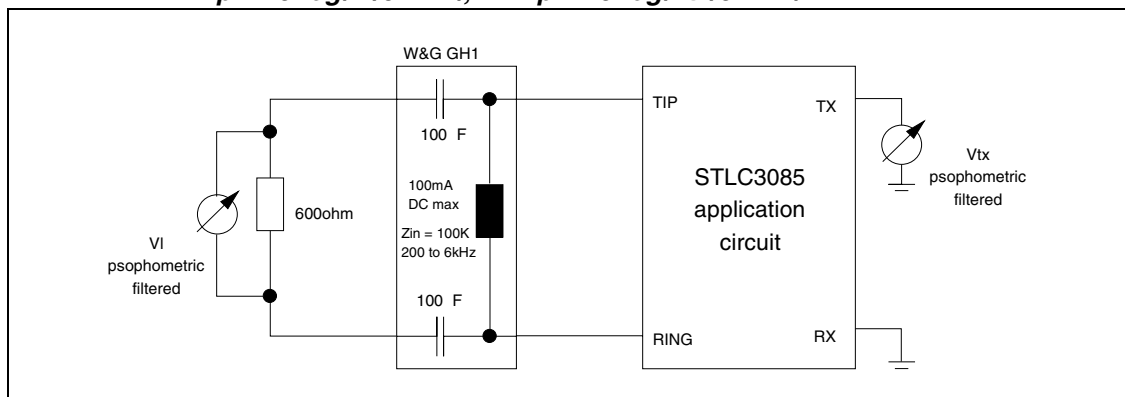 W&G GH1
100 F
TIP
TX
600ohm
100mA
DC max
Zin = 100K
200 to 6kHz
STLC3085
application
circuit
Vtx
psophometric
filtered
Vl
psophometric
filtered
100 F
RING
RX